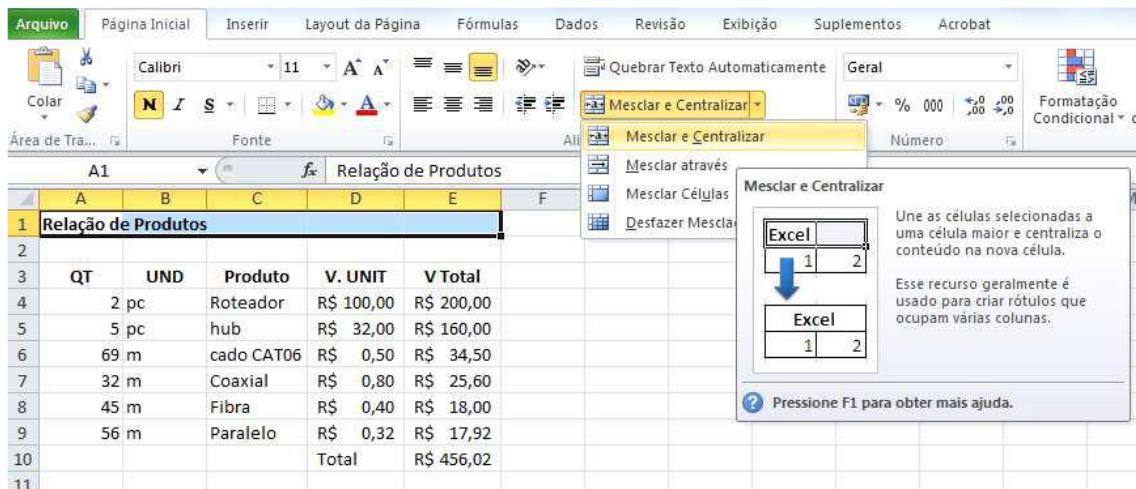 Arquivo Página Inicial Inserir Layout da Página Fórmulas Dados Revisão Exibição Suplementos Acrobat
Calibri 11 A A Quebrar Texto Automaticamente Geral
Colar N I S A Mesclar e Centralizar % 000 ,00 ,00 Formatação Condicional
Área de Tra... Fonte Ali Número
Mesclar e Centralizar
Mesclar através
Mesclar Células
Desfazer Mescla
A1 fx Relação de Produtos
A B C D E F
1 Relação de Produtos
2
3 QT UND Produto V. UNIT V Total
4 2 pc Roteador R$ 100,00 R$ 200,00
5 5 pc hub R$ 32,00 R$ 160,00
6 69 m cado CAT06 R$ 0,50 R$ 34,50
7 32 m Coaxial R$ 0,80 R$ 25,60
8 45 m Fibra R$ 0,40 R$ 18,00
9 56 m Paralelo R$ 0,32 R$ 17,92
10 Total R$ 456,02
11
Mesclar e Centralizar
Excel
1 2
Excel
1 2
Une as células selecionadas a
uma célula maior e centraliza o
conteúdo na nova célula.
Esse recurso geralmente é
usado para criar rótulos que
ocupam várias colunas.
Pressione F1 para obter mais ajuda.